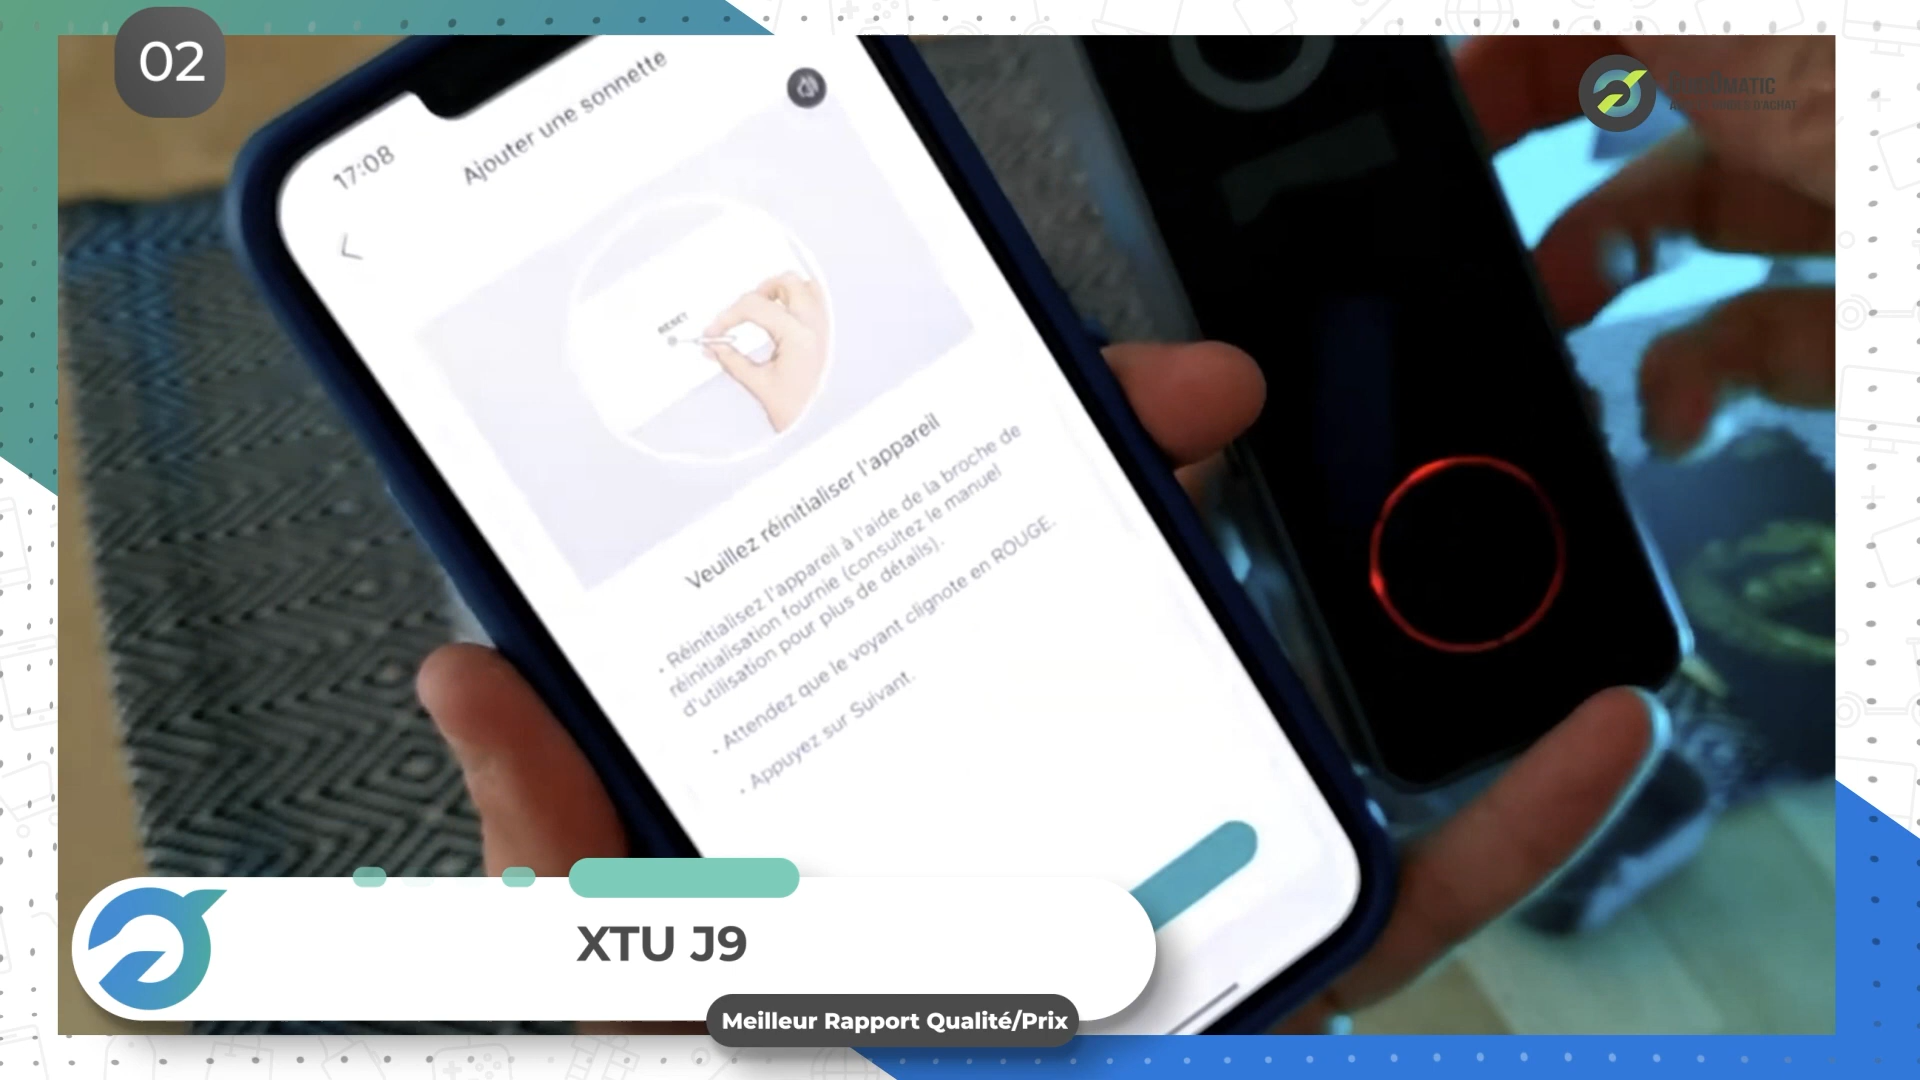 02
17:08
Ajouter une sonnette
RESET
Veuillez réinitialiser l'appareil
• Réinitialisez l'appareil à l'aide de la broche de
réinitialisation fournie (consultez le manuel
d'utilisation pour plus de détails).
• Attendez que le voyant clignote en ROUGE.
• Appuyez sur Suivant.
XTU J9
Meilleur Rapport Qualité/Prix